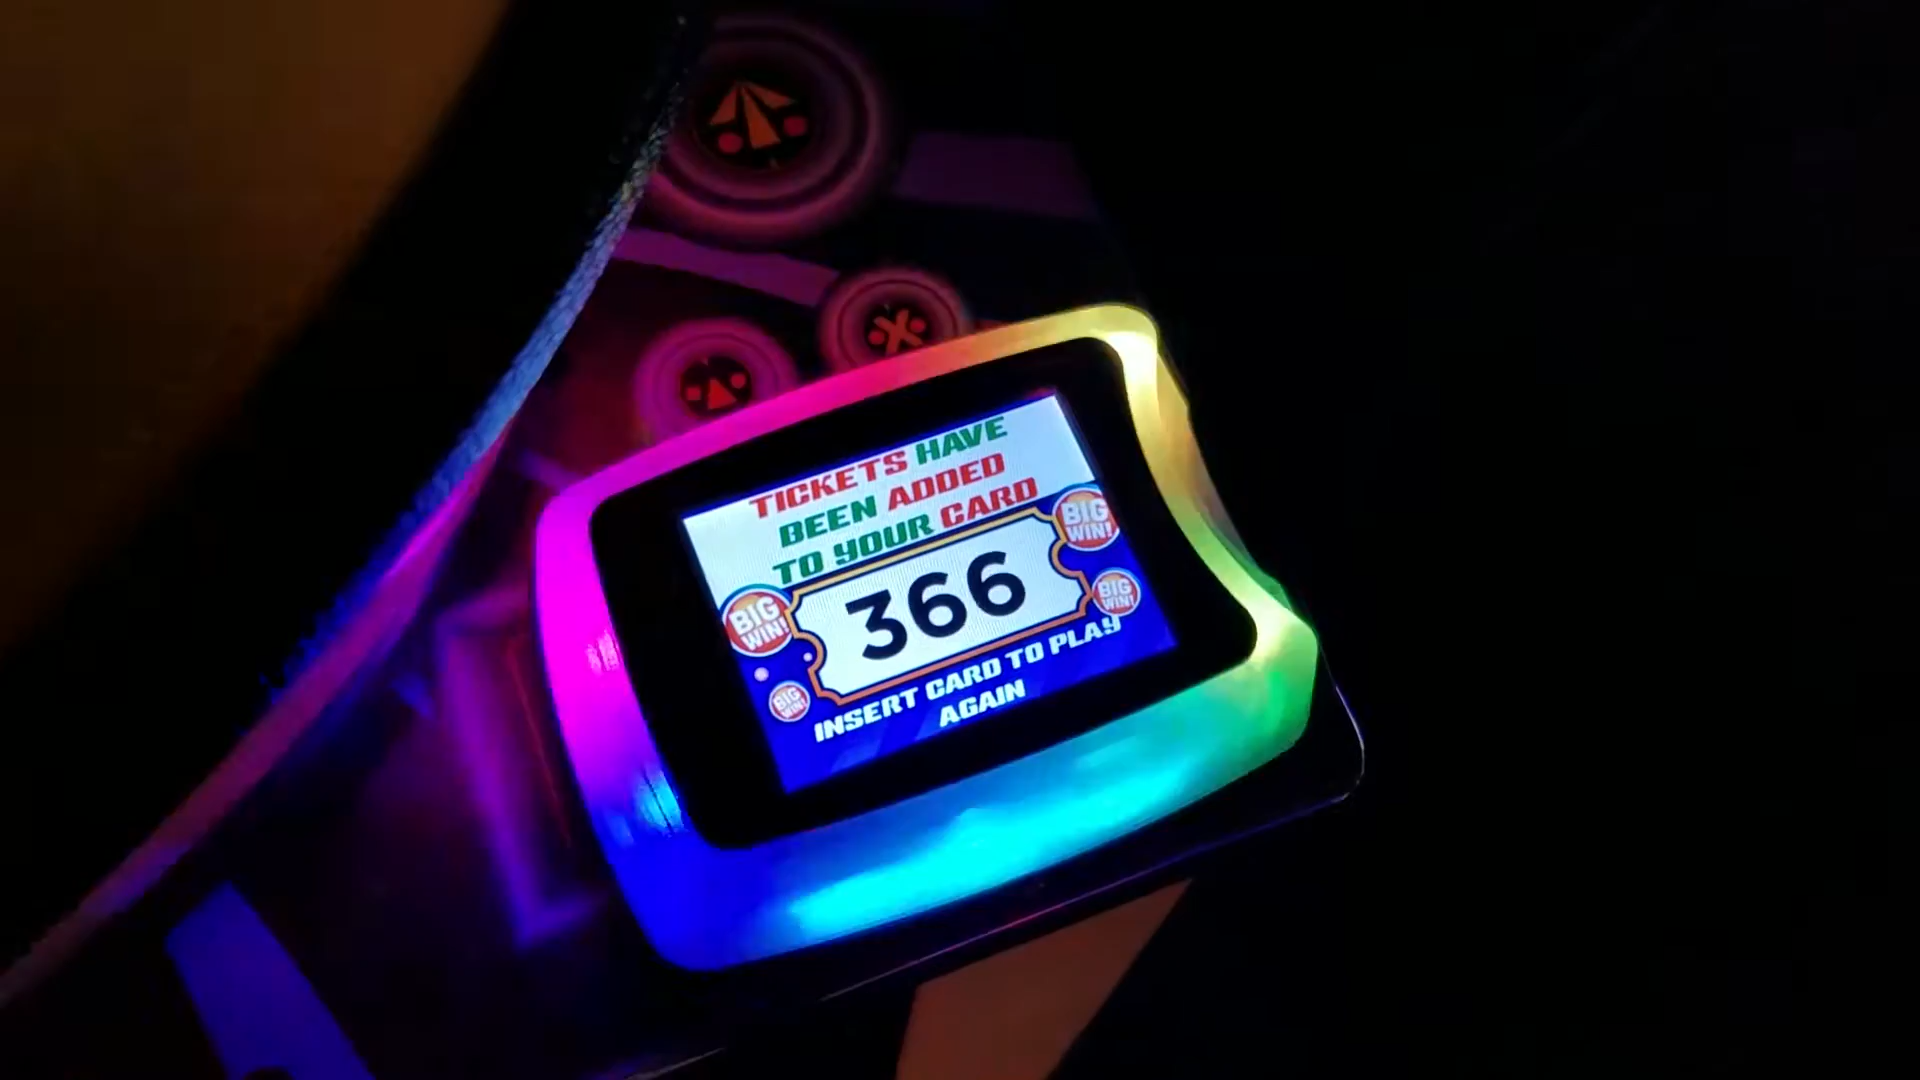 TICKETS HAVE
BEEN ADDED
TO YOUR CARD
BIG
WIN!
366
BIG
WIN!
BIG
WIN!
BIG
WIN!
INSERT CARD TO PLAY
AGAIN